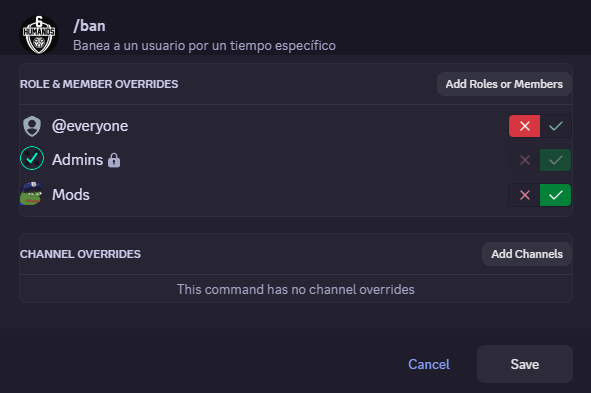 6
HUMANOS
/ban
Banea a un usuario por un tiempo específico
ROLE & MEMBER OVERRIDES
Add Roles or Members
@everyone
Admins
Mods
CHANNEL OVERRIDES
Add Channels
This command has no channel overrides
Cancel
Save